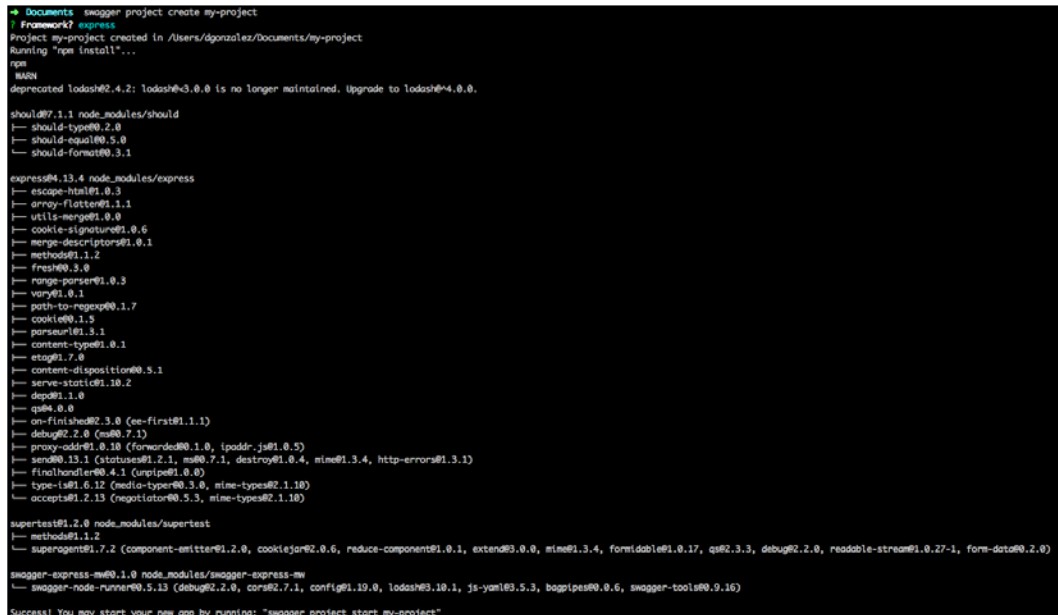 ➜ Documents swagger project create my-project
? Framework? express
Project my-project created in /Users/dgonzalez/Documents/my-project
Running "npm install"...
npm
WARN
deprecated lodash@2.4.2: lodash@<3.0.0 is no longer maintained. Upgrade to lodash@^4.0.0.
should@7.1.1 node_modules/should
├── should-type@0.2.0
├── should-equal@0.5.0
└── should-format@0.3.1
express@4.13.4 node_modules/express
├── escape-html@1.0.3
├── array-flatten@1.1.1
├── utils-merge@1.0.0
├── cookie-signature@1.0.6
├── merge-descriptors@1.0.1
├── methods@1.1.2
├── fresh@0.3.0
├── range-parser@1.0.3
├── vary@1.0.1
├── path-to-regexp@0.1.7
├── cookie@0.1.5
├── parseurl@1.3.1
├── content-type@1.0.1
├── etag@1.7.0
├── content-disposition@0.5.1
├── serve-static@1.10.2
├── depd@1.1.0
├── qs@4.0.0
├── on-finished@2.3.0 (ee-first@1.1.1)
├── debug@2.2.0 (ms@0.7.1)
├── proxy-addr@1.0.10 (forwarded@0.1.0, ipaddr.js@1.0.5)
├── send@0.13.1 (statuses@1.2.1, ms@0.7.1, destroy@1.0.4, mime@1.3.4, http-errors@1.3.1)
├── finalhandler@0.4.1 (unpipe@1.0.0)
├── type-is@1.6.12 (media-typer@0.3.0, mime-types@2.1.10)
└── accepts@1.2.13 (negotiator@0.5.3, mime-types@2.1.10)
supertest@1.2.0 node_modules/supertest
├── methods@1.1.2
└── superagent@1.7.2 (component-emitter@1.2.0, cookiejar@2.0.6, reduce-component@1.0.1, extend@3.0.0, mime@1.3.4, formidable@1.0.17, qs@2.3.3, debug@2.2.0, readable-stream@1.0.27-1, form-data@0.2.0)
swagger-express-mw@0.1.0 node_modules/swagger-express-mw
└── swagger-node-runner@0.5.13 (debug@2.2.0, cors@2.7.1, config@1.19.0, lodash@3.10.1, js-yaml@3.5.3, bagpipes@0.0.6, swagger-tools@0.9.16)
Success! You may start your new app by running: "swagger project start my-project"